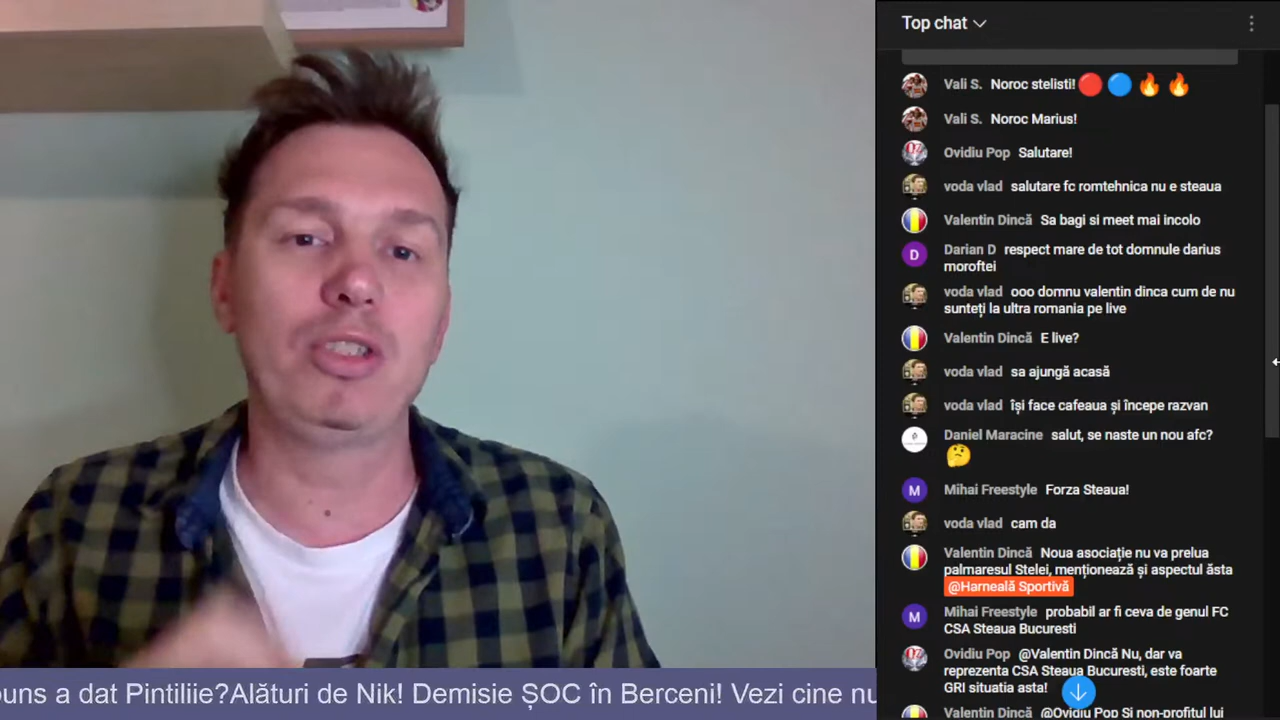 Top chat
Vali S. Noroc stelisti!🔴🔵🔥🔥
Vali S. Noroc Marius!
Ovidiu Pop Salutare!
voda vlad salutare fc romtehnica nu e steaua
Valentin Dincă Sa bagi si meet mai incolo
D
Darian D respect mare de tot domnule darius
moroftei
voda vlad ooo domnu valentin dinca cum de nu
sunteți la ultra romania pe live
Valentin Dincă E live?
voda vlad sa ajungă acasă
voda vlad își face cafeaua și începe razvan
Daniel Maracine salut, se naste un nou afc?
🤔
M
Mihai Freestyle Forza Steaua!
voda vlad cam da
Valentin Dincă Noua asociație nu va prelua
palmaresul Stelei, menționează și aspectul ăsta
@Harneală Sportivă
M
Mihai Freestyle probabil ar fi ceva de genul FC
CSA Steaua Bucuresti
Ovidiu Pop @Valentin Dincă Nu, dar va
reprezenta CSA Steaua Bucuresti, este foarte
GRI situatia asta!
Valentin Dincă @Ovidiu Pop Și non-profitul lui
a dat Pintiliie?Alături de Nik! Demisie ȘOC în Berceni! Vezi cine